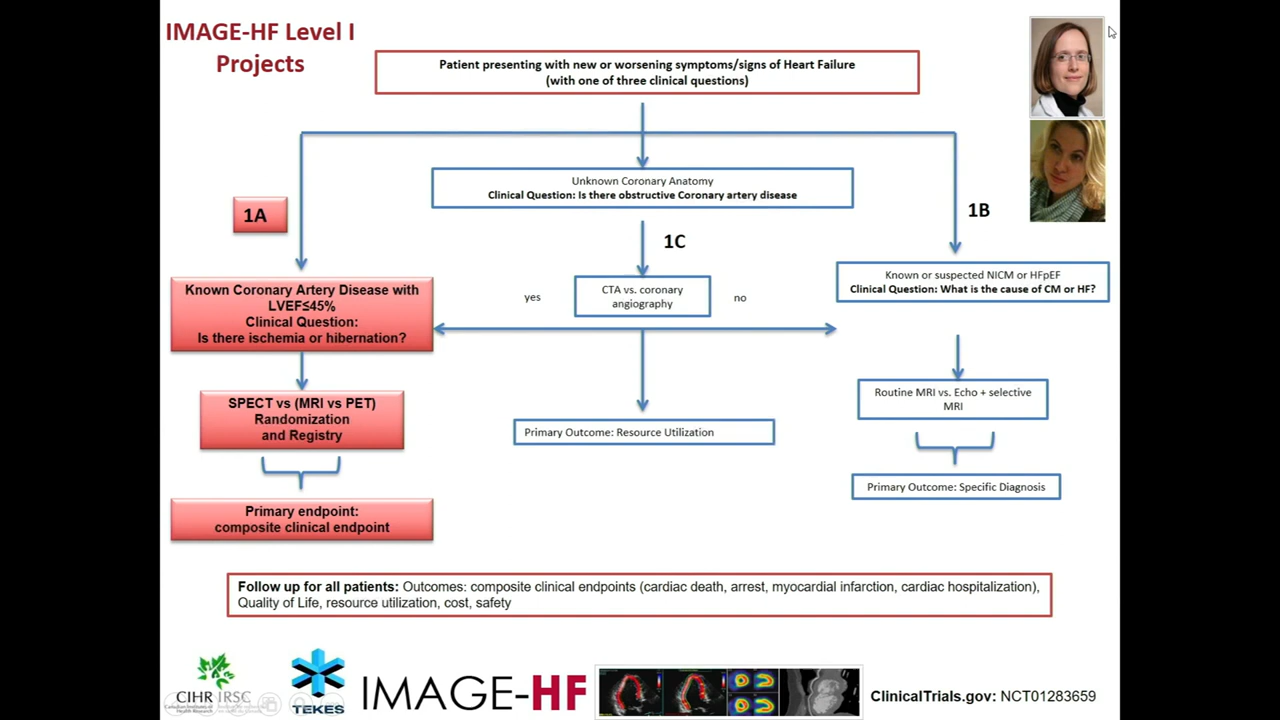 IMAGE-HF Level I
Projects
Patient presenting with new or worsening symptoms/signs of Heart Failure
(with one of three clinical questions)
Unknown Coronary Anatomy
Clinical Question: Is there obstructive Coronary artery disease
1A
1B
1C
Known Coronary Artery Disease with
LVEF≤45%
Clinical Question:
Is there ischemia or hibernation?
yes
CTA vs. coronary
angiography
no
Known or suspected NICM or HFpEF
Clinical Question: What is the cause of CM or HF?
SPECT vs (MRI vs PET)
Randomization
and Registry
Primary Outcome: Resource Utilization
Routine MRI vs. Echo + selective
MRI
Primary Outcome: Specific Diagnosis
Primary endpoint:
composite clinical endpoint
Follow up for all patients: Outcomes: composite clinical endpoints (cardiac death, arrest, myocardial infarction, cardiac hospitalization),
Quality of Life, resource utilization, cost, safety
CIHR IRSC
TEKES
IMAGE-HF
ClinicalTrials.gov: NCT01283659